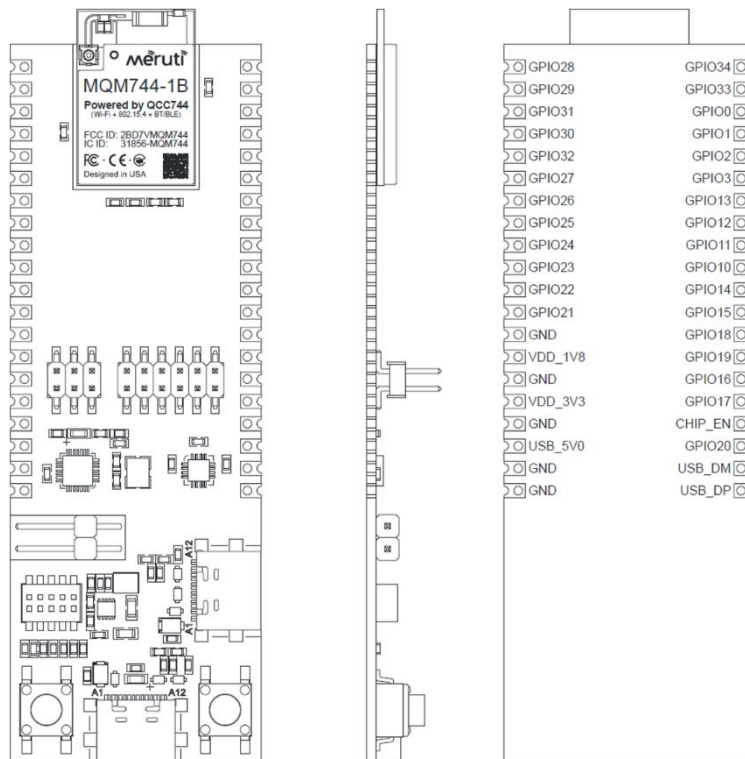 meruti
MQM744-1B
Powered by QCC744
(Wi-Fi + 802.15.4 + BT/BLE)
FCC ID: 2BD7VMQM744
IC ID: 31856-MQM744
FC CE
Designed in USA
A12
A1
A1
A12
GPIO28 GPIO34
GPIO29 GPIO33
GPIO31 GPIO0
GPIO30 GPIO1
GPIO32 GPIO2
GPIO27 GPIO3
GPIO26 GPIO13
GPIO25 GPIO12
GPIO24 GPIO11
GPIO23 GPIO10
GPIO22 GPIO14
GPIO21 GPIO15
GND GPIO18
VDD_1V8 GPIO19
GND GPIO16
VDD_3V3 GPIO17
GND CHIP_EN
USB_5V0 GPIO20
GND USB_DM
GND USB_DP